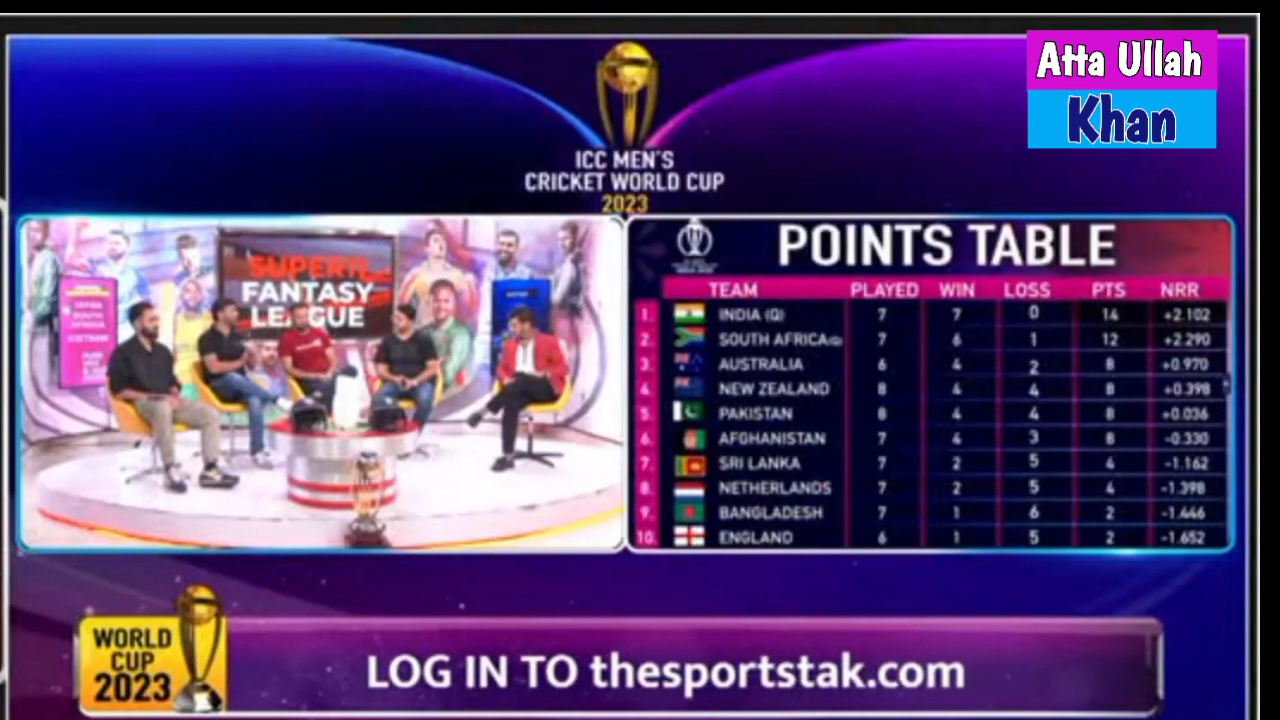 Atta Ullah
Khan
ICC MEN'S
CRICKET WORLD CUP
2023
SUPER11
FANTASY
LEAGUE
POINTS TABLE
TEAM PLAYED WIN LOSS PTS NRR
1. INDIA (Q) 7 7 0 14 +2.102
2. SOUTH AFRICA(Q) 7 6 1 12 +2.290
3. AUSTRALIA 6 4 2 8 +0.970
4. NEW ZEALAND 8 4 4 8 +0.398
5. PAKISTAN 8 4 4 8 +0.036
6. AFGHANISTAN 7 4 3 8 -0.330
7. SRI LANKA 7 2 5 4 -1.162
8. NETHERLANDS 7 2 5 4 -1.398
9. BANGLADESH 7 1 6 2 -1.446
10. ENGLAND 6 1 5 2 -1.652
WORLD
CUP
2023
LOG IN TO thesportstak.com